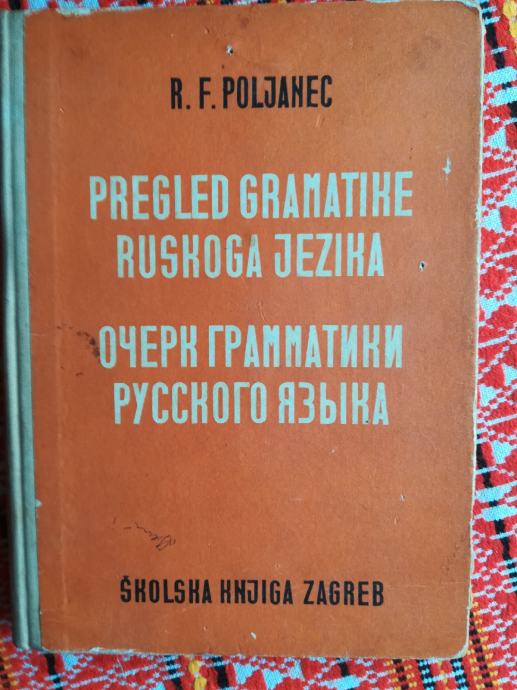 R. F. POLJANEC
PREGLED GRAMATIKE
RUSKOGA JEZIKA
ОЧЕРК ГРАММАТИКИ
РУССКОГО ЯЗЫКА
ŠKOLSKA KNJIGA ZAGREB